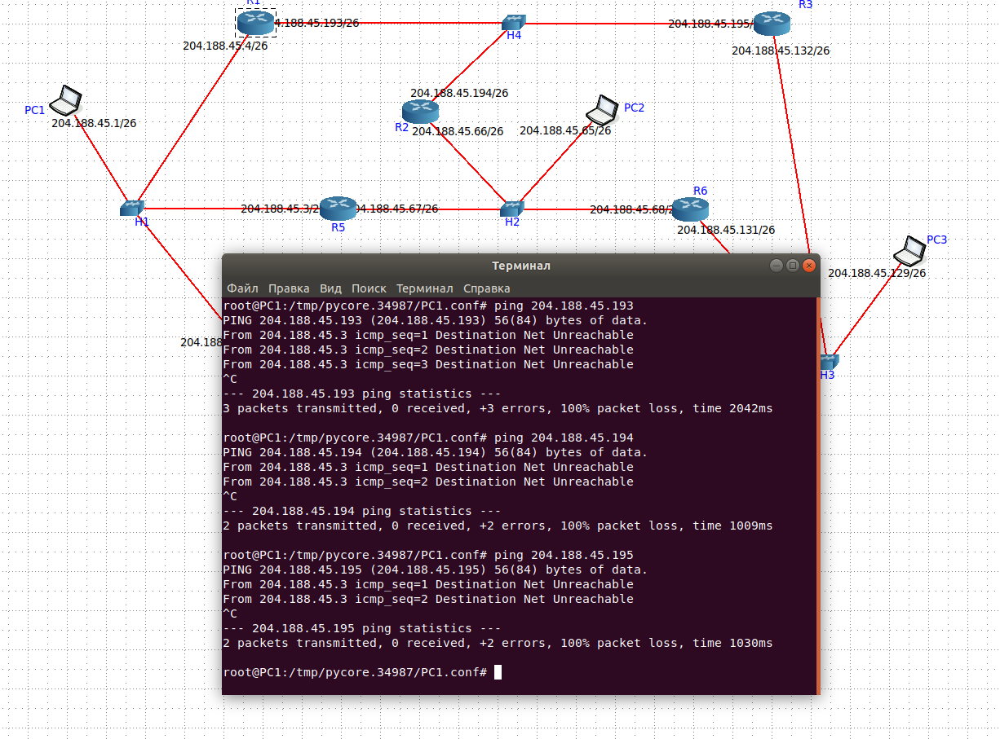 R1
R3
4.188.45.193/26
204.188.45.195/
H4
204.188.45.4/26
204.188.45.132/26
204.188.45.194/26
PC1
PC2
204.188.45.1/26
R2
204.188.45.66/26
204.188.45.65/26
R6
204.188.45.3/2
4.188.45.67/26
204.188.45.68/2
H1
R5
H2
204.188.45.131/26
PC3
204.188.45.129/26
204.188
H3
Терминал
Файл Правка Вид Поиск Терминал Справка
root@PC1:/tmp/pycore.34987/PC1.conf# ping 204.188.45.193
PING 204.188.45.193 (204.188.45.193) 56(84) bytes of data.
From 204.188.45.3 icmp_seq=1 Destination Net Unreachable
From 204.188.45.3 icmp_seq=2 Destination Net Unreachable
From 204.188.45.3 icmp_seq=3 Destination Net Unreachable
^C
--- 204.188.45.193 ping statistics ---
3 packets transmitted, 0 received, +3 errors, 100% packet loss, time 2042ms
root@PC1:/tmp/pycore.34987/PC1.conf# ping 204.188.45.194
PING 204.188.45.194 (204.188.45.194) 56(84) bytes of data.
From 204.188.45.3 icmp_seq=1 Destination Net Unreachable
From 204.188.45.3 icmp_seq=2 Destination Net Unreachable
^C
--- 204.188.45.194 ping statistics ---
2 packets transmitted, 0 received, +2 errors, 100% packet loss, time 1009ms
root@PC1:/tmp/pycore.34987/PC1.conf# ping 204.188.45.195
PING 204.188.45.195 (204.188.45.195) 56(84) bytes of data.
From 204.188.45.3 icmp_seq=1 Destination Net Unreachable
From 204.188.45.3 icmp_seq=2 Destination Net Unreachable
^C
--- 204.188.45.195 ping statistics ---
2 packets transmitted, 0 received, +2 errors, 100% packet loss, time 1030ms
root@PC1:/tmp/pycore.34987/PC1.conf#